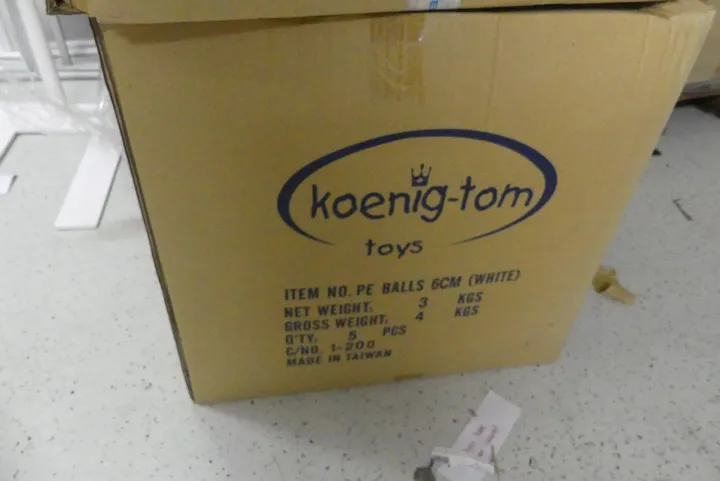 koenig-tom
toys
ITEM NO. PE BALLS 6CM (WHITE)
NET WEIGHT, 3 KGS
GROSS WEIGHT, 4 KGS
Q'TY, 5 PCS
C/NO. 1-200
MADE IN TAIWAN